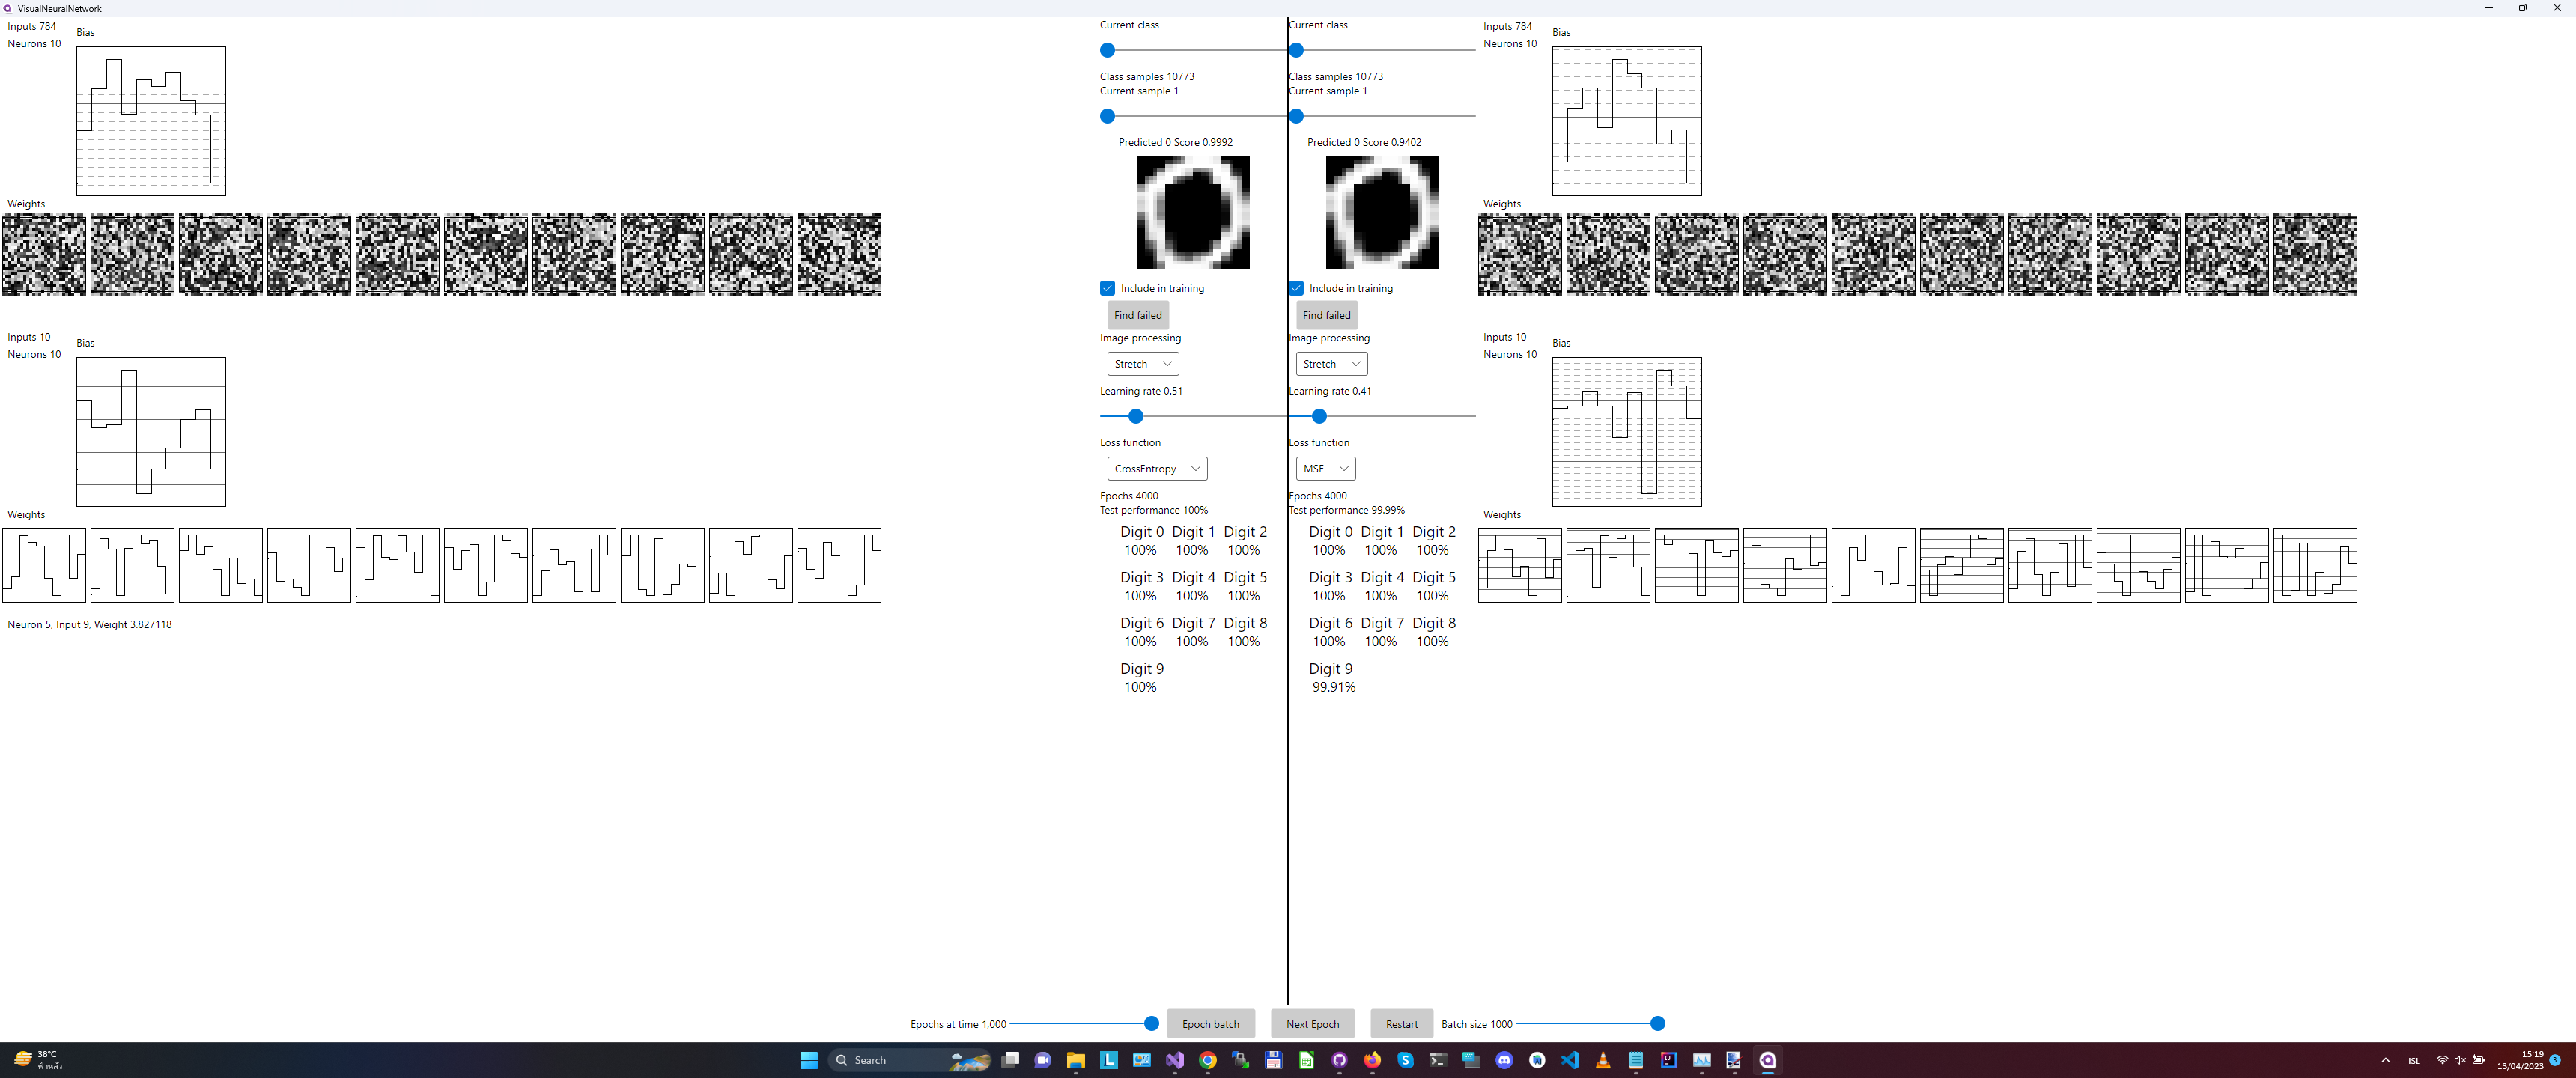 VisualNeuralNetwork
Inputs 784
Neurons 10
Bias
Weights
Inputs 10
Neurons 10
Bias
Weights
Neuron 5, Input 9, Weight 3.827118
Current class
Class samples 10773
Current sample 1
Predicted 0 Score 0.9992
Include in training
Find failed
Image processing
Stretch
Learning rate 0.51
Loss function
CrossEntropy
Epochs 4000
Test performance 100%
Digit 0 Digit 1 Digit 2
100% 100% 100%
Digit 3 Digit 4 Digit 5
100% 100% 100%
Digit 6 Digit 7 Digit 8
100% 100% 100%
Digit 9
100%
Current class
Class samples 10773
Current sample 1
Predicted 0 Score 0.9402
Include in training
Find failed
Image processing
Stretch
Learning rate 0.41
Loss function
MSE
Epochs 4000
Test performance 99.99%
Digit 0 Digit 1 Digit 2
100% 100% 100%
Digit 3 Digit 4 Digit 5
100% 100% 100%
Digit 6 Digit 7 Digit 8
100% 100% 100%
Digit 9
99.91%
Inputs 784
Neurons 10
Bias
Weights
Inputs 10
Neurons 10
Bias
Weights
Epochs at time 1,000
Epoch batch
Next Epoch
Restart
Batch size 1000
38°C
ฟ้าหลัว
Search
ISL
15:19
13/04/2023
3